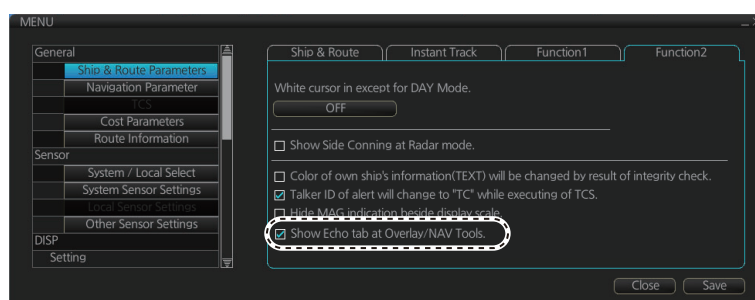 MENU
General
Ship & Route Parameters
Navigation Parameter
TCS
Cost Parameters
Route Information
Sensor
System / Local Select
System Sensor Settings
Local Sensor Settings
Other Sensor Settings
DISP
Setting
Ship & Route
Instant Track
Function1
Function2
White cursor in except for DAY Mode.
OFF
Show Side Conning at Radar mode.
Color of own ship's information(TEXT) will be changed by result of integrity check.
Talker ID of alert will change to "TC" while executing of TCS.
Hide MAG indication beside display scale.
Show Echo tab at Overlay/NAV Tools.
Close
Save